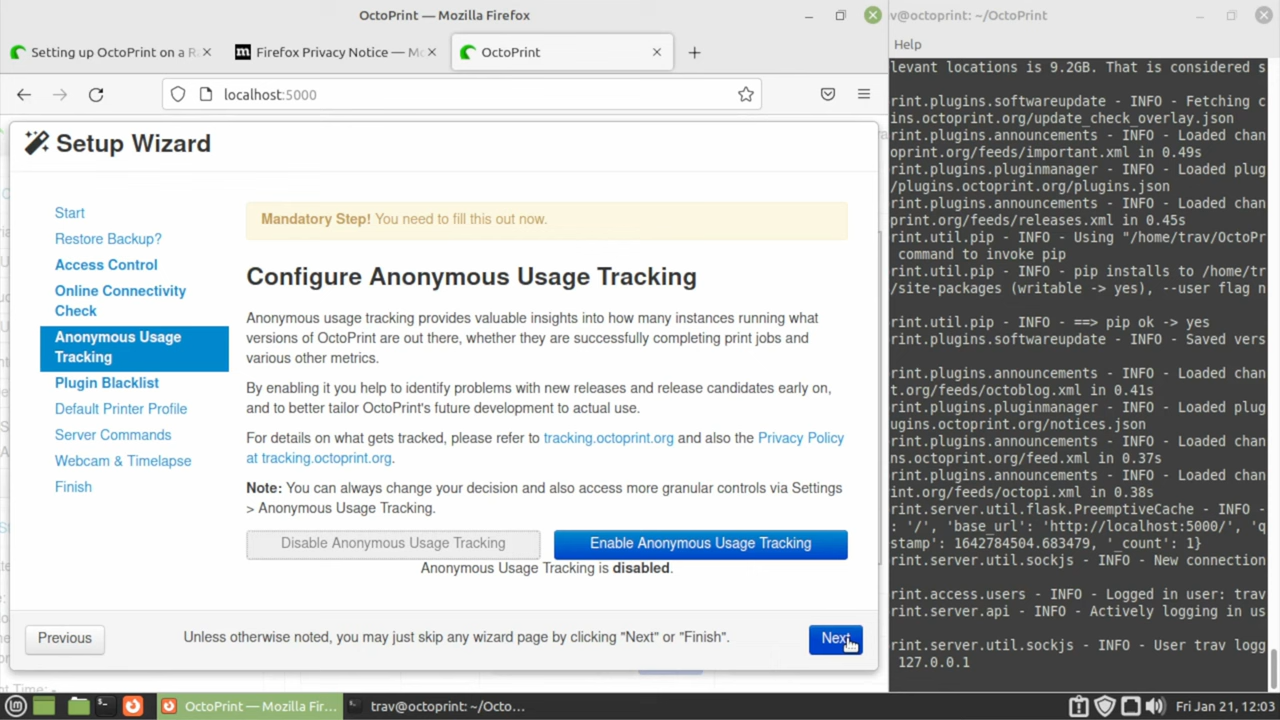 OctoPrint — Mozilla Firefox
Setting up OctoPrint on a R
Firefox Privacy Notice — Mo
OctoPrint
localhost:5000
Setup Wizard
Start
Restore Backup?
Access Control
Online Connectivity
Check
Anonymous Usage
Tracking
Plugin Blacklist
Default Printer Profile
Server Commands
Webcam & Timelapse
Finish
Mandatory Step! You need to fill this out now.
Configure Anonymous Usage Tracking
Anonymous usage tracking provides valuable insights into how many instances running what
versions of OctoPrint are out there, whether they are successfully completing print jobs and
various other metrics.
By enabling it you help to identify problems with new releases and release candidates early on,
and to better tailor OctoPrint's future development to actual use.
For details on what gets tracked, please refer to tracking.octoprint.org and also the Privacy Policy
at tracking.octoprint.org.
Note: You can always change your decision and also access more granular controls via Settings
> Anonymous Usage Tracking.
Disable Anonymous Usage Tracking
Enable Anonymous Usage Tracking
Anonymous Usage Tracking is disabled.
Previous
Unless otherwise noted, you may just skip any wizard page by clicking "Next" or "Finish".
Next
v@octoprint: ~/OctoPrint
Help
levant locations is 9.2GB. That is considered s
rint.plugins.softwareupdate - INFO - Fetching c
ins.octoprint.org/update_check_overlay.json
rint.plugins.announcements - INFO - Loaded chan
oprint.org/feeds/important.xml in 0.49s
rint.plugins.pluginmanager - INFO - Loaded plug
/plugins.octoprint.org/plugins.json
rint.plugins.announcements - INFO - Loaded chan
print.org/feeds/releases.xml in 0.45s
rint.util.pip - INFO - Using "/home/trav/OctoPr
command to invoke pip
rint.util.pip - INFO - pip installs to /home/tr
/site-packages (writable -> yes), --user flag n
rint.util.pip - INFO - ==> pip ok -> yes
rint.plugins.softwareupdate - INFO - Saved vers
rint.plugins.announcements - INFO - Loaded chan
t.org/feeds/octoblog.xml in 0.41s
rint.plugins.pluginmanager - INFO - Loaded plug
ugins.octoprint.org/notices.json
rint.plugins.announcements - INFO - Loaded chan
ns.octoprint.org/feed.xml in 0.37s
rint.plugins.announcements - INFO - Loaded chan
int.org/feeds/octopi.xml in 0.38s
rint.server.util.flask.PreemptiveCache - INFO -
: '/', 'base_url': 'http://localhost:5000/', 'q
stamp': 1642784504.683479, '_count': 1}
rint.server.util.sockjs - INFO - New connection
rint.access.users - INFO - Logged in user: trav
rint.server.api - INFO - Actively logging in us
rint.server.util.sockjs - INFO - User trav logg
127.0.0.1
OctoPrint — Mozilla Fir...
trav@octoprint: ~/Octo...
Fri Jan 21, 12:03